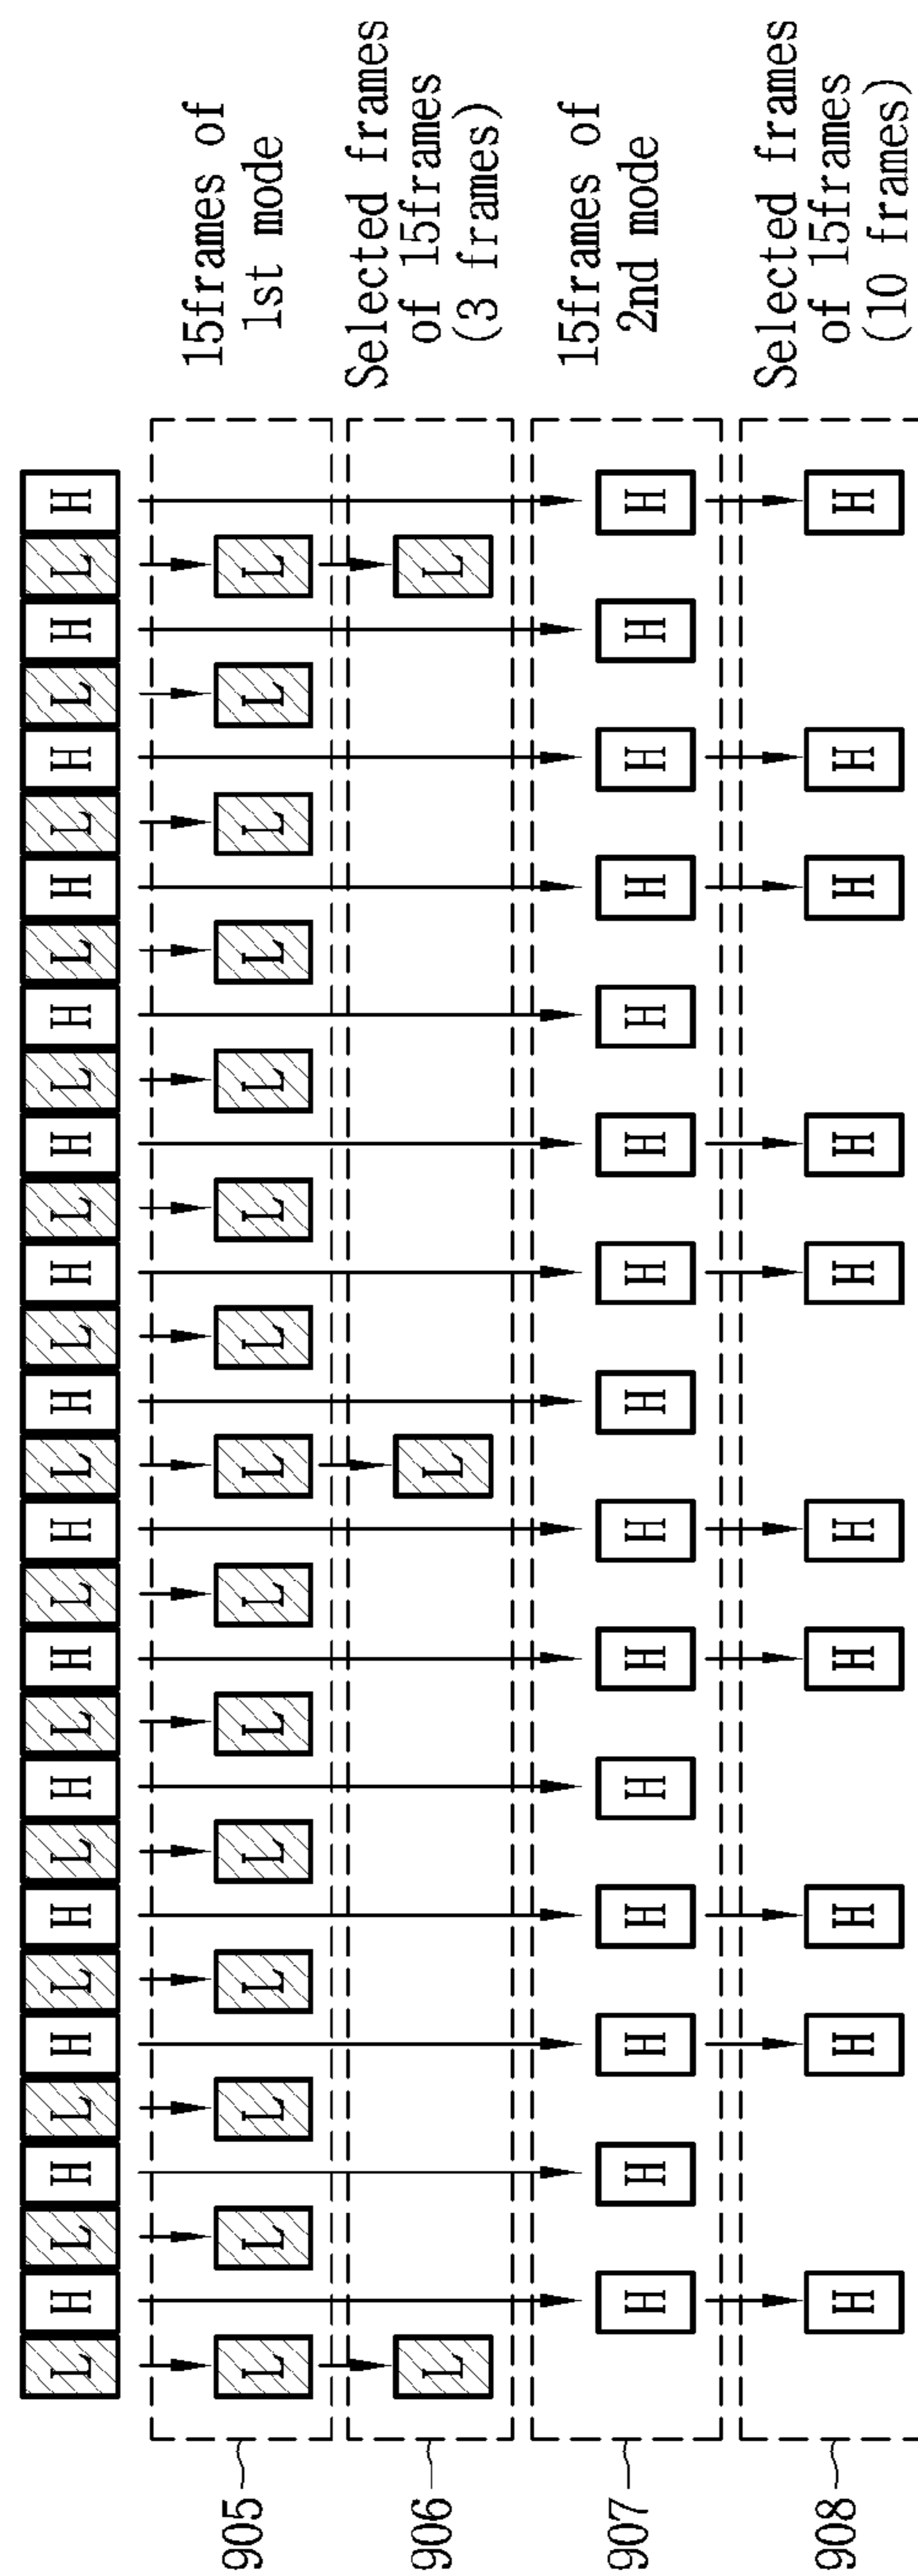 L H L H L H L H L H L H L H L H L H L H L H L H L H L H L H
905 L L L L L L L L L L L L L L L 15frames of
1st mode
906 L L L Selected frames
of 15frames
(3 frames)
907 H H H H H H H H H H H H H H H 15frames of
2nd mode
908 H H H H H H H H H H Selected frames
of 15frames
(10 frames)